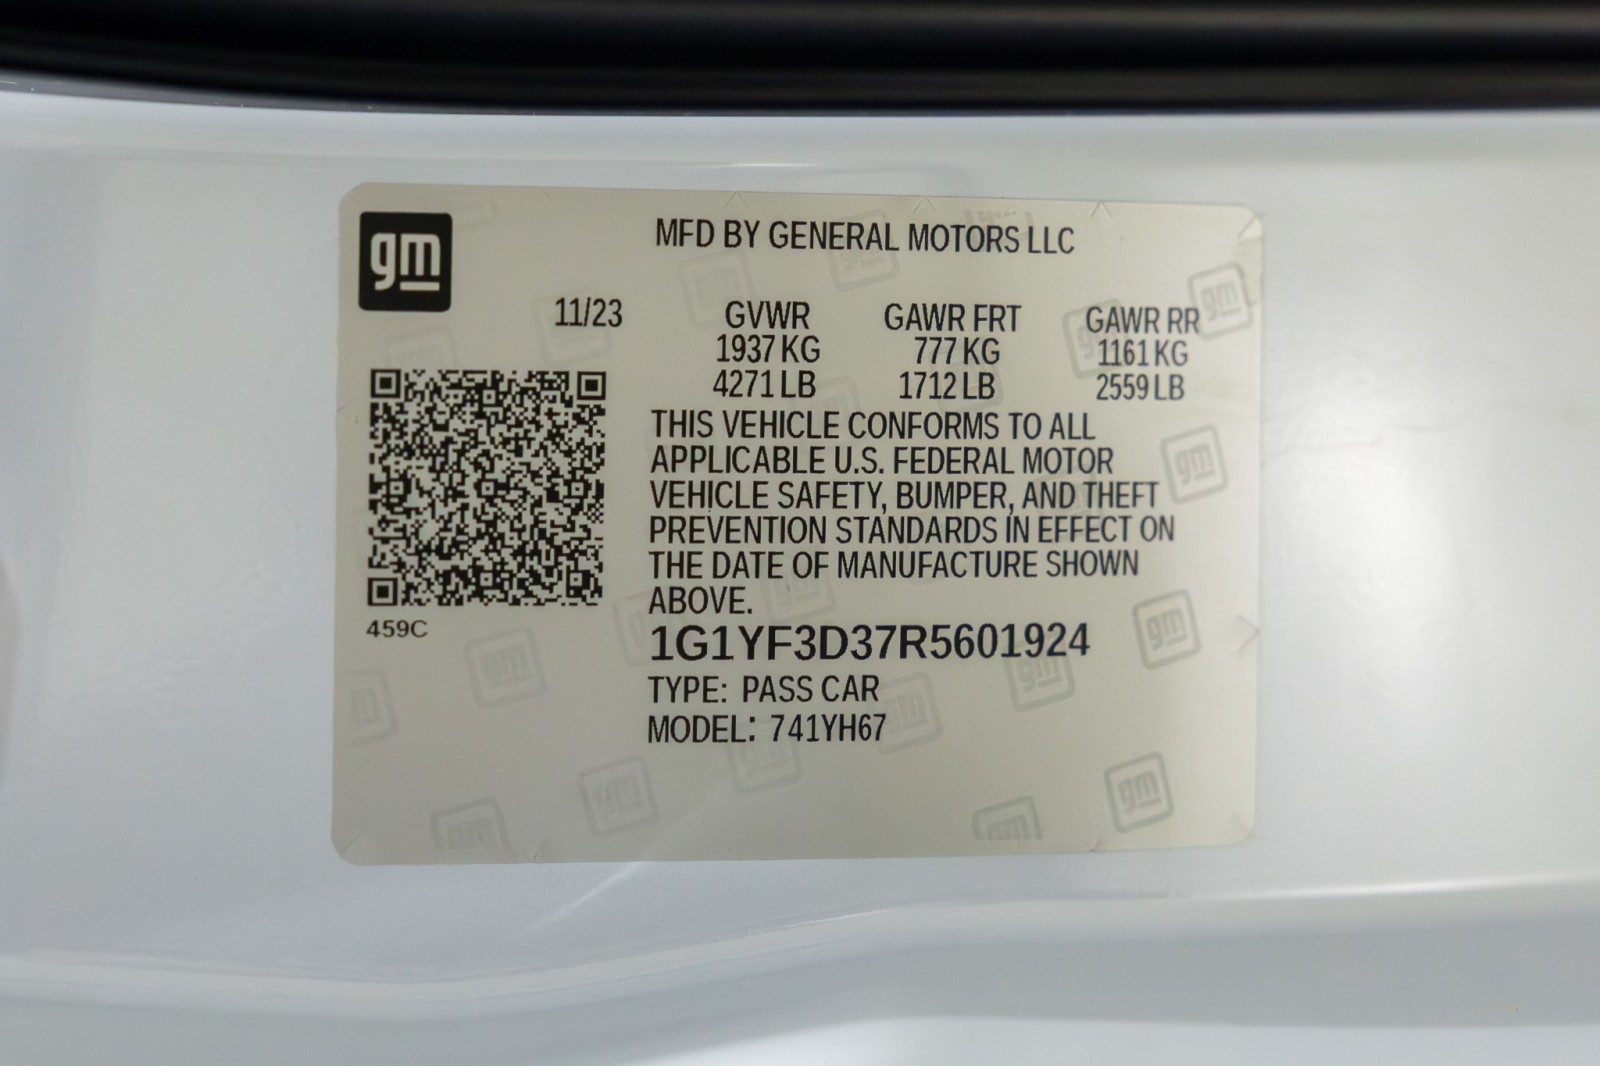 gm
MFD BY GENERAL MOTORS LLC
11/23 GVWR GAWR FRT GAWR RR
1937 KG 777 KG 1161 KG
4271 LB 1712 LB 2559 LB
THIS VEHICLE CONFORMS TO ALL
APPLICABLE U.S. FEDERAL MOTOR
VEHICLE SAFETY, BUMPER, AND THEFT
PREVENTION STANDARDS IN EFFECT ON
THE DATE OF MANUFACTURE SHOWN
ABOVE.
459C
1G1YF3D37R5601924
TYPE: PASS CAR
MODEL: 741YH67